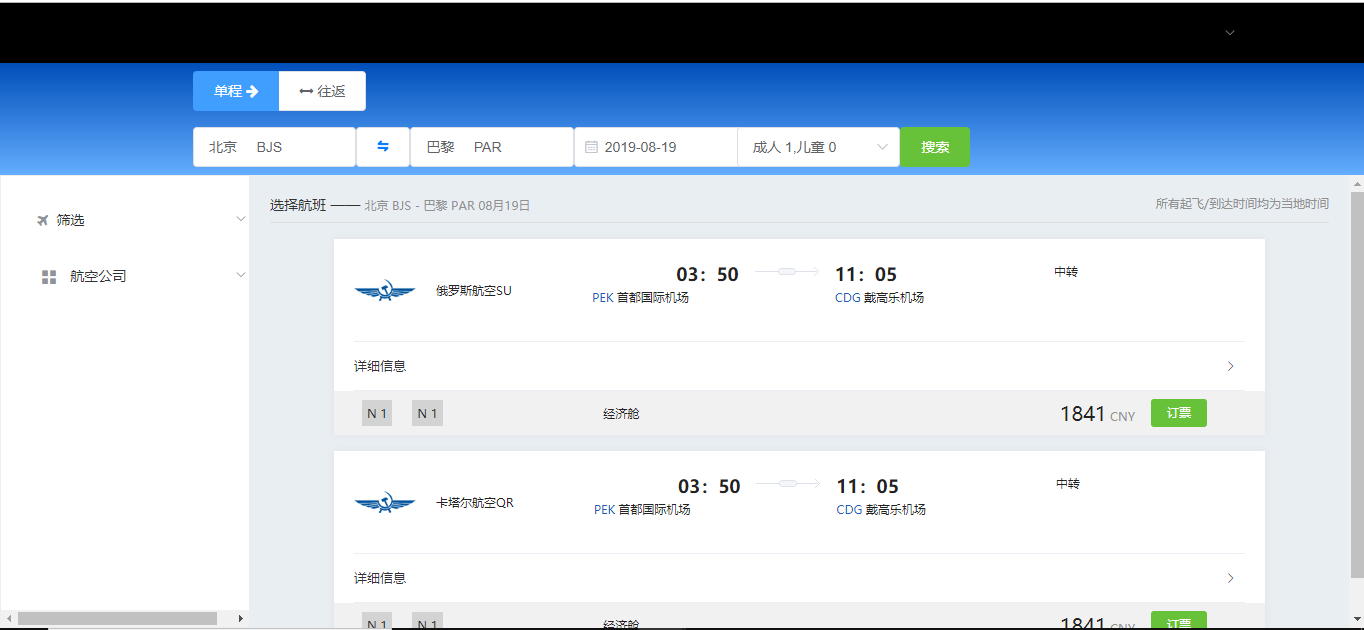 单程 往返
北京 BJS 巴黎 PAR 2019-08-19 成人 1,儿童 0 搜索
筛选
航空公司
选择航班 —— 北京 BJS - 巴黎 PAR 08月19日
所有起飞/到达时间均为当地时间
俄罗斯航空SU
03：50 11：05 中转
PEK 首都国际机场 CDG 戴高乐机场
详细信息
N 1 N 1 经济舱 1841 CNY 订票
卡塔尔航空QR
03：50 11：05 中转
PEK 首都国际机场 CDG 戴高乐机场
详细信息
N 1 N 1 经济舱 1841 CNY 订票